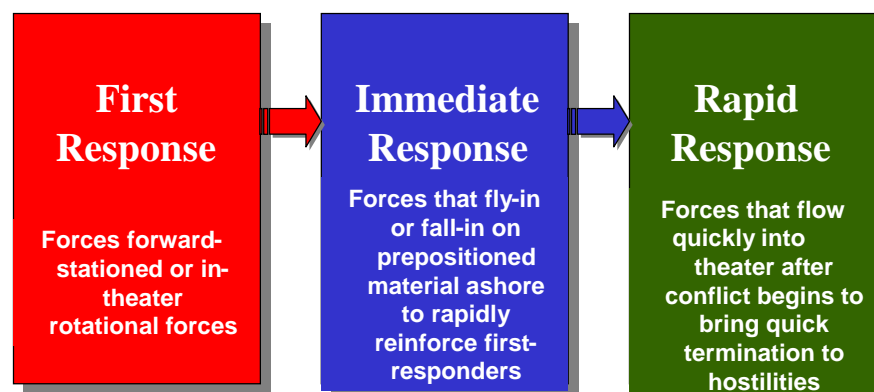 First
Response
Forces forward-
stationed or in-
theater
rotational forces
Immediate
Response
Forces that fly-in
or fall-in on
prepositioned
material ashore
to rapidly
reinforce first-
responders
Rapid
Response
Forces that flow
quickly into
theater after
conflict begins to
bring quick
termination to
hostilities